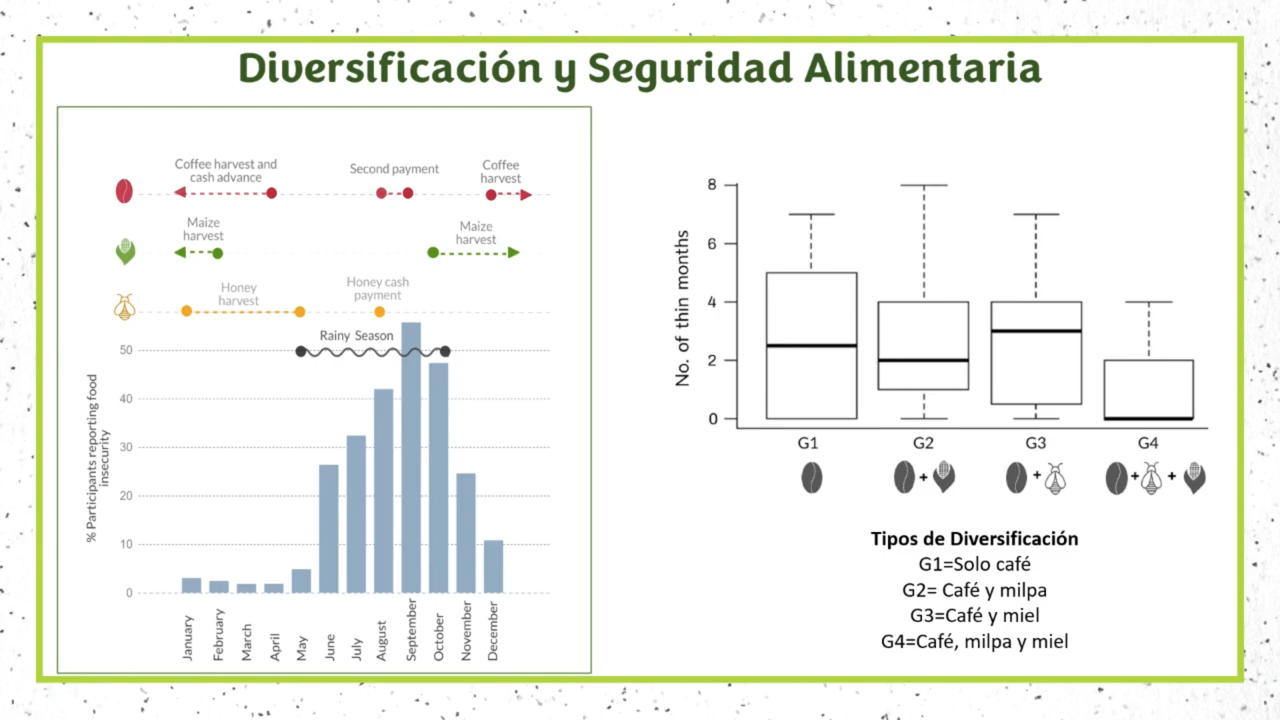 Diversificación y Seguridad Alimentaria
Coffee harvest and
cash advance
Second payment
Coffee
harvest
Maize
harvest
Maize
harvest
Honey
harvest
Honey cash
payment
Rainy Season
% Participants reporting food
insecurity
50
40
30
20
10
0
January
February
March
April
May
June
July
August
September
October
November
December
No. of thin months
8
6
4
2
0
G1
G2
G3
G4
+
+
+ +
Tipos de Diversificación
G1=Solo café
G2= Café y milpa
G3=Café y miel
G4=Café, milpa y miel